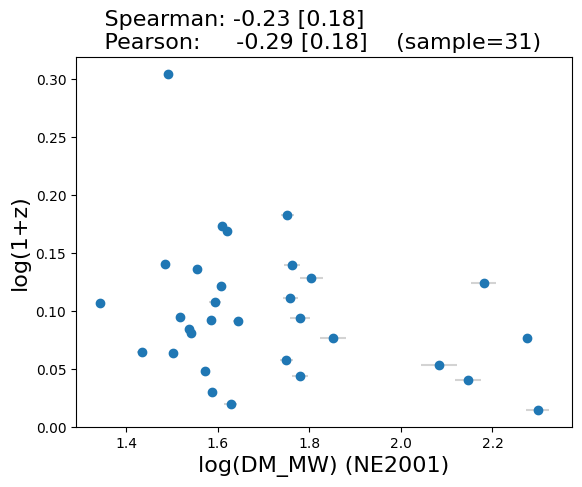 Spearman: -0.23 [0.18]
Pearson: -0.29 [0.18] (sample=31)
log(1+z)
0.30
0.25
0.20
0.15
0.10
0.05
0.00
1.4 1.6 1.8 2.0 2.2
log(DM_MW) (NE2001)